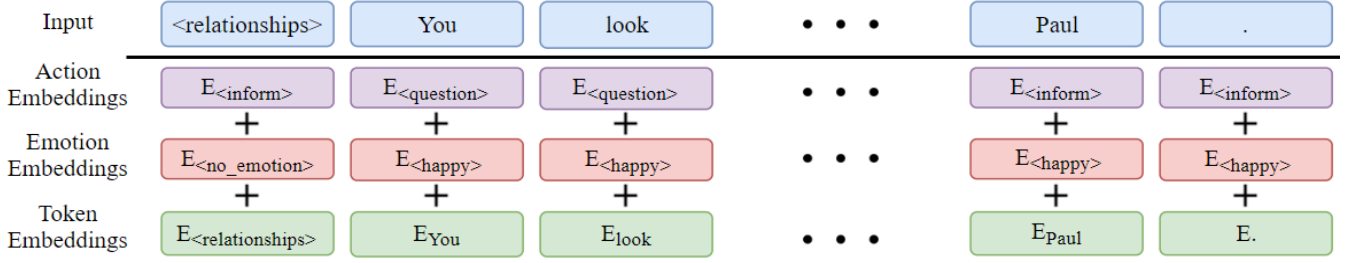 Input <relationships> You look • • • Paul .
Action Embeddings E<inform> E<question> E<question> • • • E<inform> E<inform>
+ + + + +
Emotion Embeddings E<no_emotion> E<happy> E<happy> • • • E<happy> E<happy>
+ + + + +
Token Embeddings E<relationships> EYou Elook • • • EPaul E.